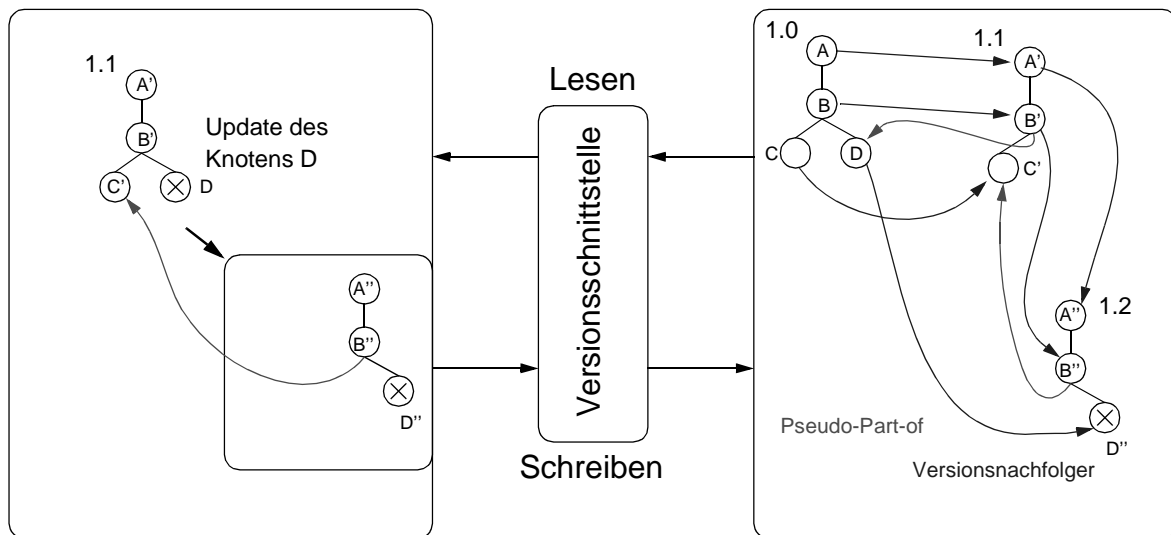 1.1
A'
B'
C'
D
Update des
Knotens D
A''
B''
D''
Lesen
Versionsschnittstelle
Schreiben
1.0
A
B
C
D
1.1
A'
B'
C'
1.2
A''
B''
D''
Pseudo-Part-of
Versionsnachfolger